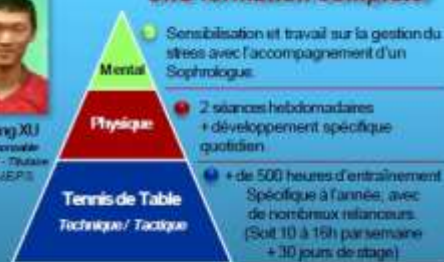 Sensibilisation et travail sur la gestion du
stress avec l'accompagnement d'un
Sophrologue.
Mental
2 séances hebdomadaires
+ développement spécifique
quotidien
Physique
XU
+ de 500 heures d'entraînement
Spécifique à l'année, avec
de nombreux relanceurs.
(Soit 10 à 16h par semaine
+ 30 jours de stage)
Tennis de Table
Technique / Tactique